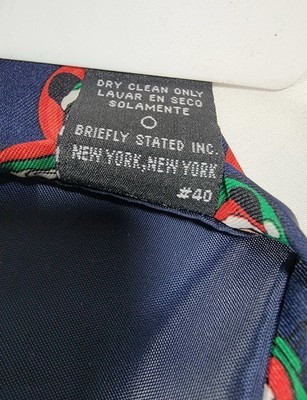 DRY CLEAN ONLY
LAVAR EN SECO
SOLAMENTE
BRIEFLY STATED INC.
NEW YORK, NEW YORK
#40